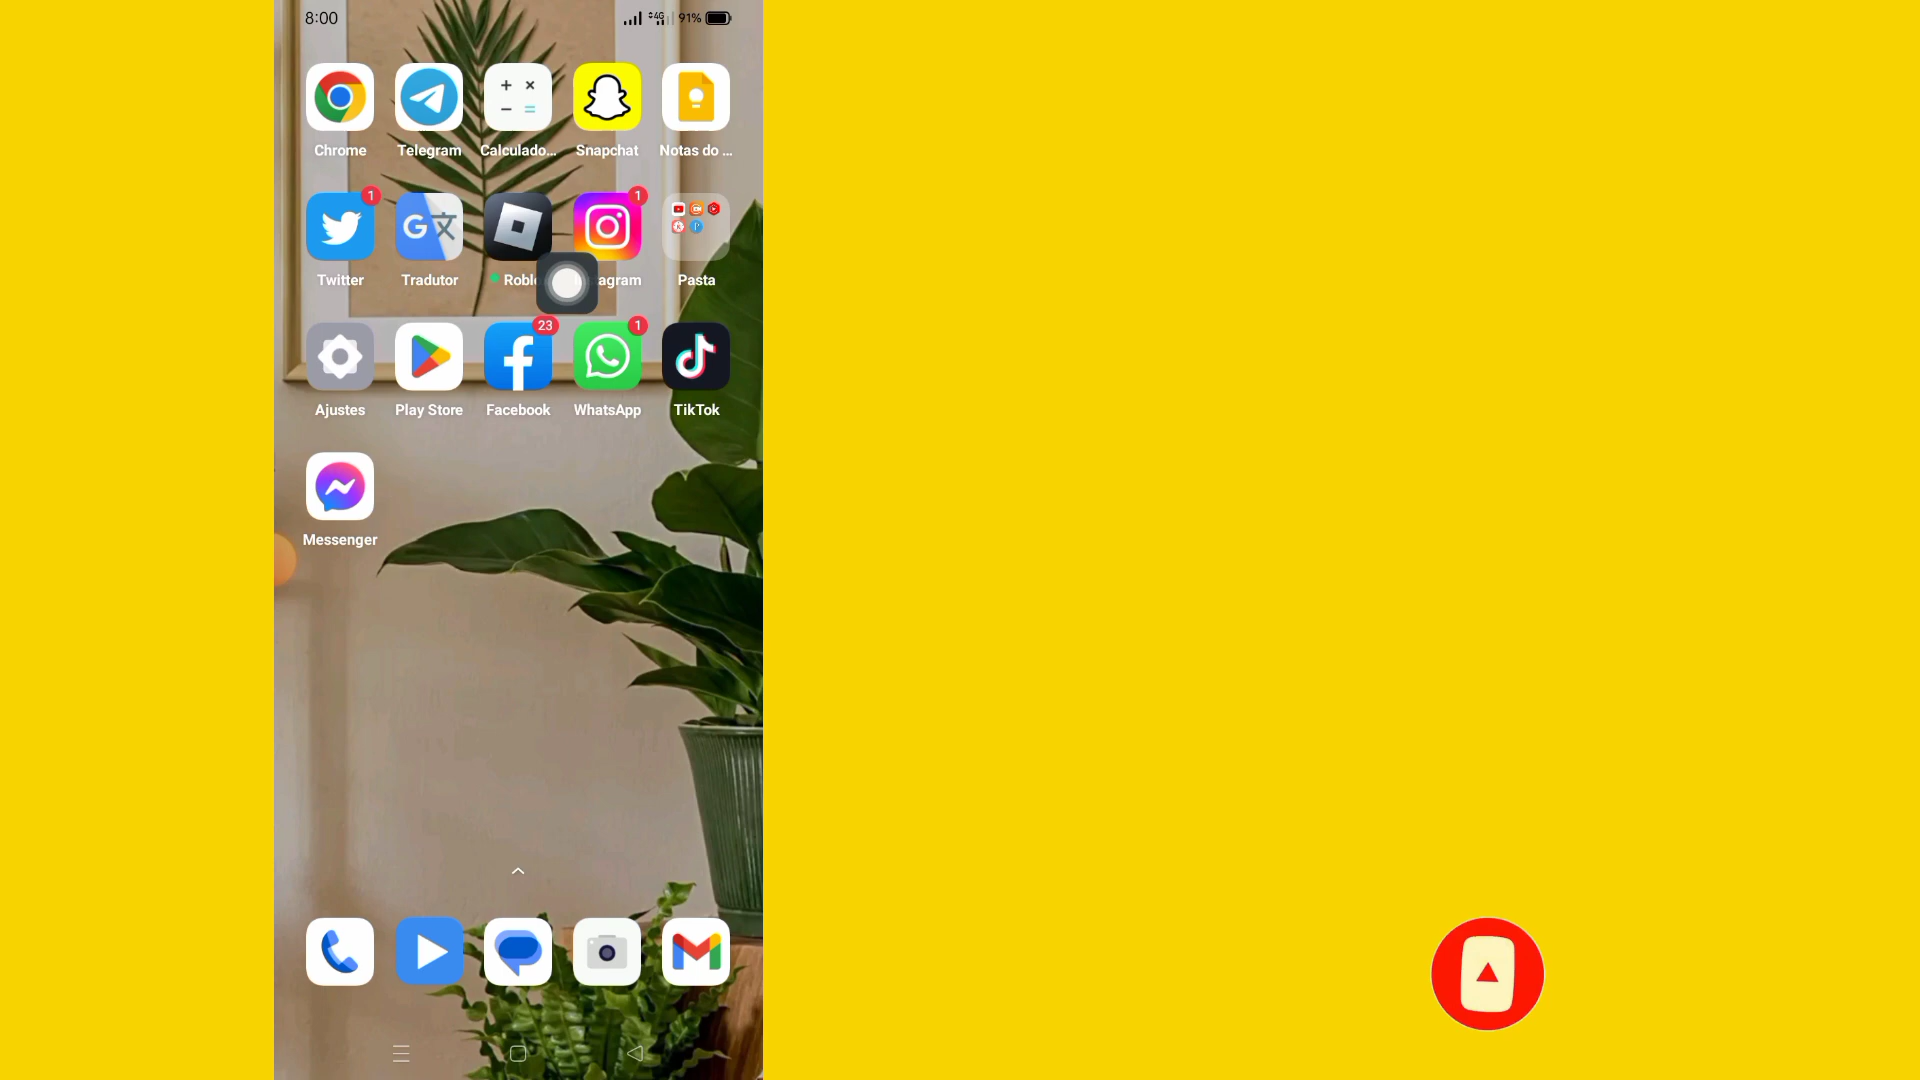 8:00 4G 91%
Chrome Telegram Calculado... Snapchat Notas do ...
1 1
Twitter Tradutor Pasta
23 1
Ajustes Play Store Facebook WhatsApp TikTok
Messenger